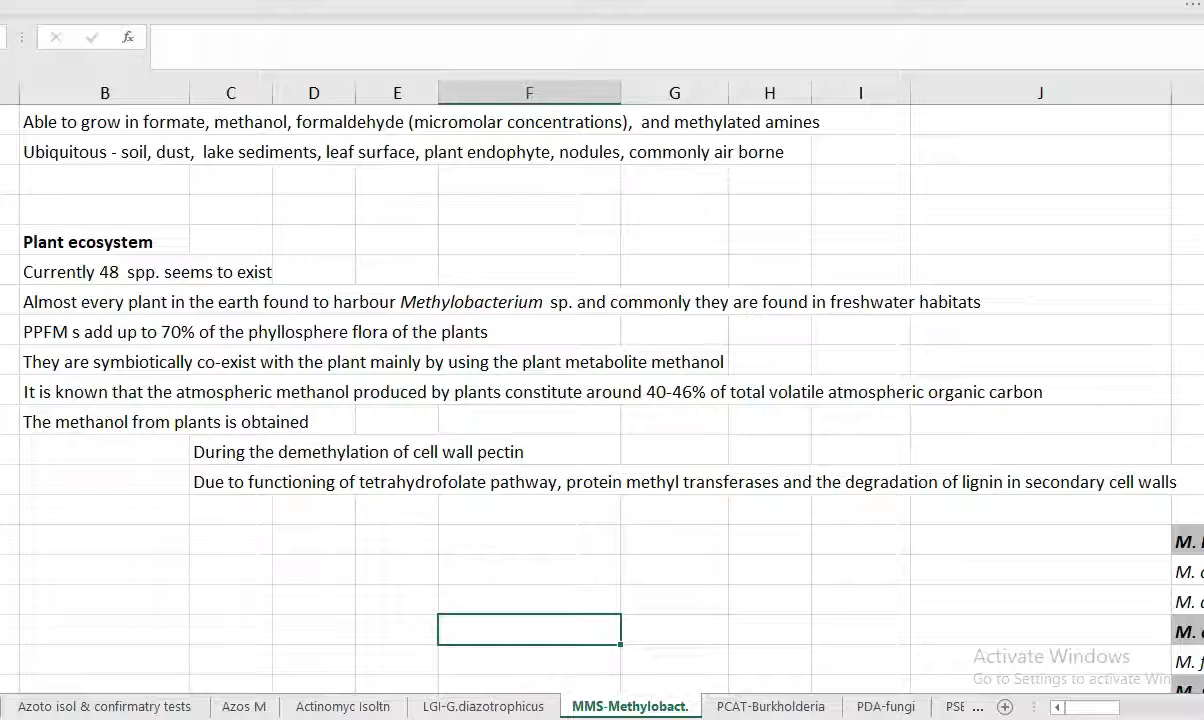 fx
B C D E F G H I J
Able to grow in formate, methanol, formaldehyde (micromolar concentrations), and methylated amines
Ubiquitous - soil, dust, lake sediments, leaf surface, plant endophyte, nodules, commonly air borne
Plant ecosystem
Currently 48 spp. seems to exist
Almost every plant in the earth found to harbour Methylobacterium sp. and commonly they are found in freshwater habitats
PPFM s add up to 70% of the phyllosphere flora of the plants
They are symbiotically co-exist with the plant mainly by using the plant metabolite methanol
It is known that the atmospheric methanol produced by plants constitute around 40-46% of total volatile atmospheric organic carbon
The methanol from plants is obtained
During the demethylation of cell wall pectin
Due to functioning of tetrahydrofolate pathway, protein methyl transferases and the degradation of lignin in secondary cell walls
M.
M.
M.
M.
Activate Windows
M.
Go to Settings to activate Win
Azoto isol & confirmatry tests Azos M Actinomyc Isoltn LGI-G.diazotrophicus MMS-Methylobact. PCAT-Burkholderia PDA-fungi PSE ...